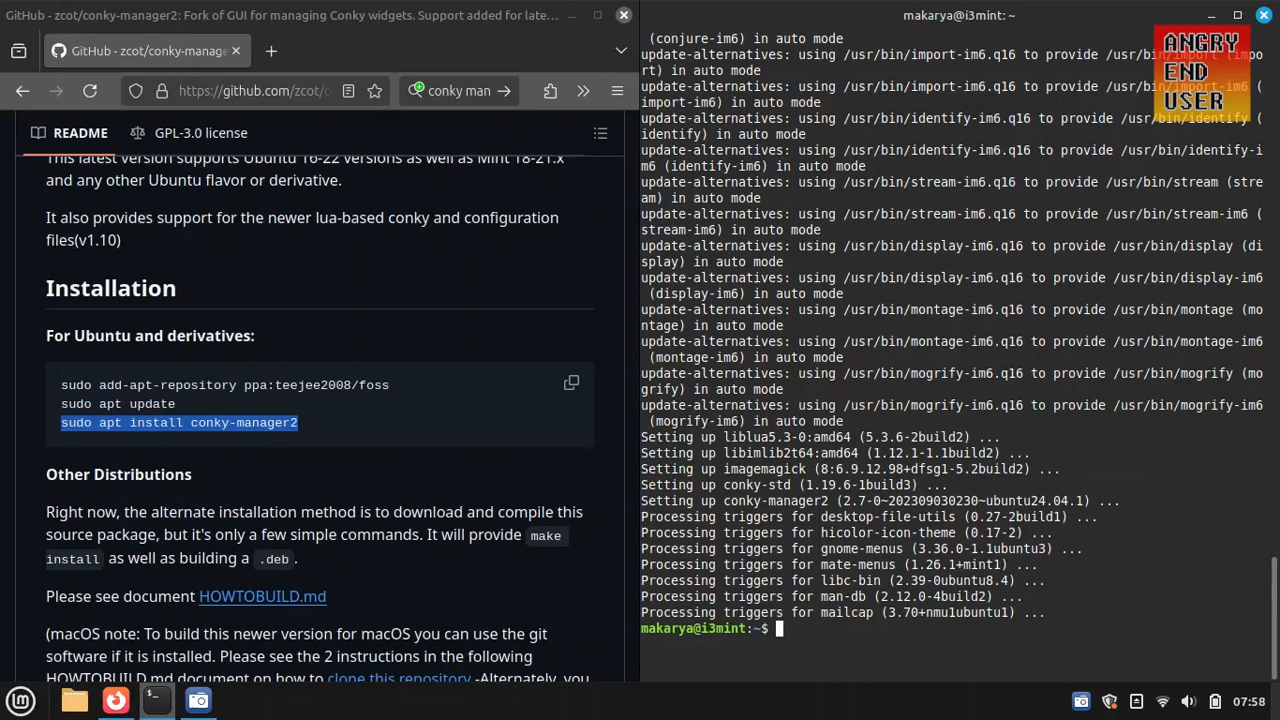 GitHub - zcot/conky-manager2: Fork of GUI for managing Conky widgets. Support added for late...
GitHub - zcot/conky-manage
https://github.com/zcot/c
conky man
README
GPL-3.0 license
This latest version supports Ubuntu 16-22 versions as well as Mint 18-21.x
and any other Ubuntu flavor or derivative.
It also provides support for the newer lua-based conky and configuration
files(v1.10)
Installation
For Ubuntu and derivatives:
sudo add-apt-repository ppa:teejee2008/foss
sudo apt update
sudo apt install conky-manager2
Other Distributions
Right now, the alternate installation method is to download and compile this
source package, but it's only a few simple commands. It will provide make
install as well as building a .deb.
Please see document HOWTOBUILD.md
(macOS note: To build this newer version for macOS you can use the git
software if it is installed. Please see the 2 instructions in the following
HOWTOBUILD.md document on how to clone this repository -Alternately, you
makarya@i3mint: ~
(conjure-im6) in auto mode
update-alternatives: using /usr/bin/import-im6.q16 to provide /usr/bin/import (impo
rt) in auto mode
update-alternatives: using /usr/bin/import-im6.q16 to provide /usr/bin/import-im6 (
import-im6) in auto mode
update-alternatives: using /usr/bin/identify-im6.q16 to provide /usr/bin/identify (
identify) in auto mode
update-alternatives: using /usr/bin/identify-im6.q16 to provide /usr/bin/identify-i
m6 (identify-im6) in auto mode
update-alternatives: using /usr/bin/stream-im6.q16 to provide /usr/bin/stream (stre
am) in auto mode
update-alternatives: using /usr/bin/stream-im6.q16 to provide /usr/bin/stream-im6 (
stream-im6) in auto mode
update-alternatives: using /usr/bin/display-im6.q16 to provide /usr/bin/display (di
splay) in auto mode
update-alternatives: using /usr/bin/display-im6.q16 to provide /usr/bin/display-im6
(display-im6) in auto mode
update-alternatives: using /usr/bin/montage-im6.q16 to provide /usr/bin/montage (mo
ntage) in auto mode
update-alternatives: using /usr/bin/montage-im6.q16 to provide /usr/bin/montage-im6
(montage-im6) in auto mode
update-alternatives: using /usr/bin/mogrify-im6.q16 to provide /usr/bin/mogrify (mo
grify) in auto mode
update-alternatives: using /usr/bin/mogrify-im6.q16 to provide /usr/bin/mogrify-im6
(mogrify-im6) in auto mode
Setting up liblua5.3-0:amd64 (5.3.6-2build2) ...
Setting up libimlib2t64:amd64 (1.12.1-1.1build2) ...
Setting up imagemagick (8:6.9.12.98+dfsg1-5.2build2) ...
Setting up conky-std (1.19.6-1build3) ...
Setting up conky-manager2 (2.7-0~202309030230~ubuntu24.04.1) ...
Processing triggers for desktop-file-utils (0.27-2build1) ...
Processing triggers for hicolor-icon-theme (0.17-2) ...
Processing triggers for gnome-menus (3.36.0-1.1ubuntu3) ...
Processing triggers for mate-menus (1.26.1+mint1) ...
Processing triggers for libc-bin (2.39-0ubuntu8.4) ...
Processing triggers for man-db (2.12.0-4build2) ...
Processing triggers for mailcap (3.70+nmu1ubuntu1) ...
makarya@i3mint:~$
ANGRY
END
USER
07:58